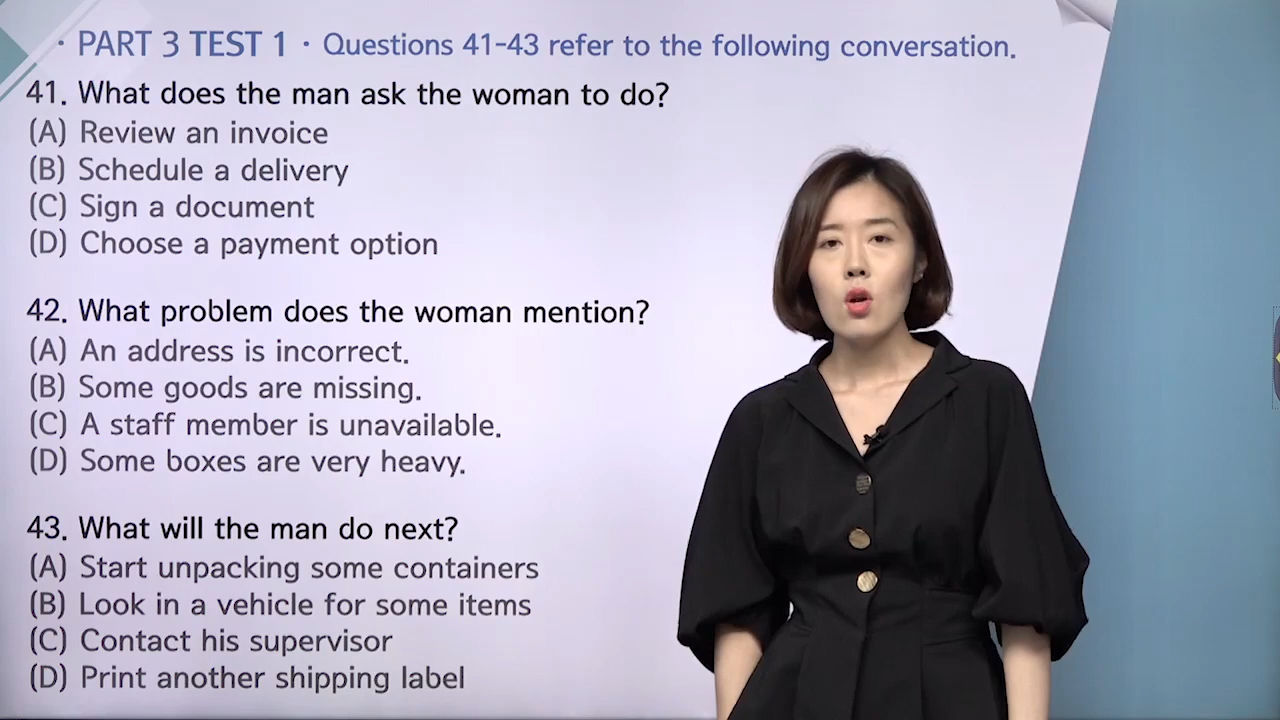 · PART 3 TEST 1 · Questions 41-43 refer to the following conversation.
41. What does the man ask the woman to do?
(A) Review an invoice
(B) Schedule a delivery
(C) Sign a document
(D) Choose a payment option
42. What problem does the woman mention?
(A) An address is incorrect.
(B) Some goods are missing.
(C) A staff member is unavailable.
(D) Some boxes are very heavy.
43. What will the man do next?
(A) Start unpacking some containers
(B) Look in a vehicle for some items
(C) Contact his supervisor
(D) Print another shipping label